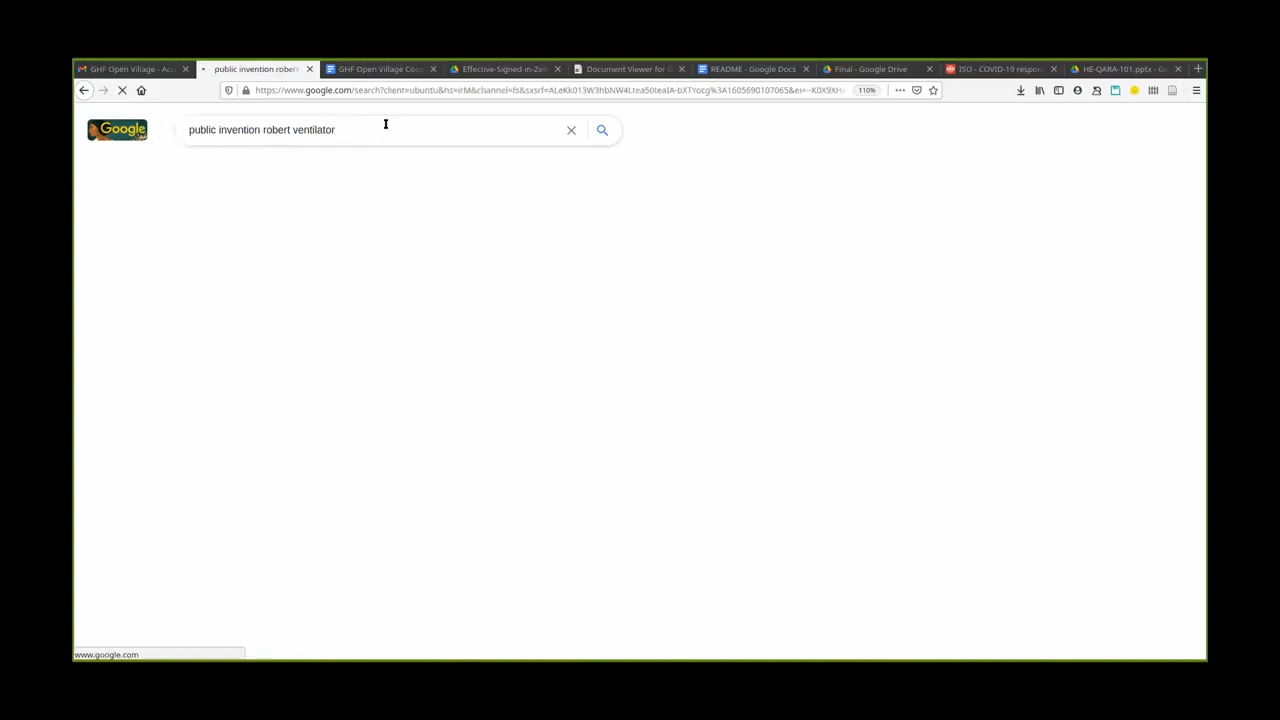 GHF Open Village - Acc
public invention robert
GHF Open Village Coop
Effective-Signed-in-Zer
Document Viewer for G
README - Google Docs
Final - Google Drive
ISO - COVID-19 respon
HE-QARA-101.pptx - G
110%
Google
public invention robert ventilator
www.google.com